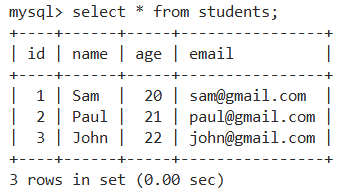 mysql> select * from students;
+----+------+-----+----------------+
| id | name | age | email          |
+----+------+-----+----------------+
|  1 | Sam  |  20 | sam@gmail.com  |
|  2 | Paul |  21 | paul@gmail.com |
|  3 | John |  22 | john@gmail.com |
+----+------+-----+----------------+
3 rows in set (0.00 sec)